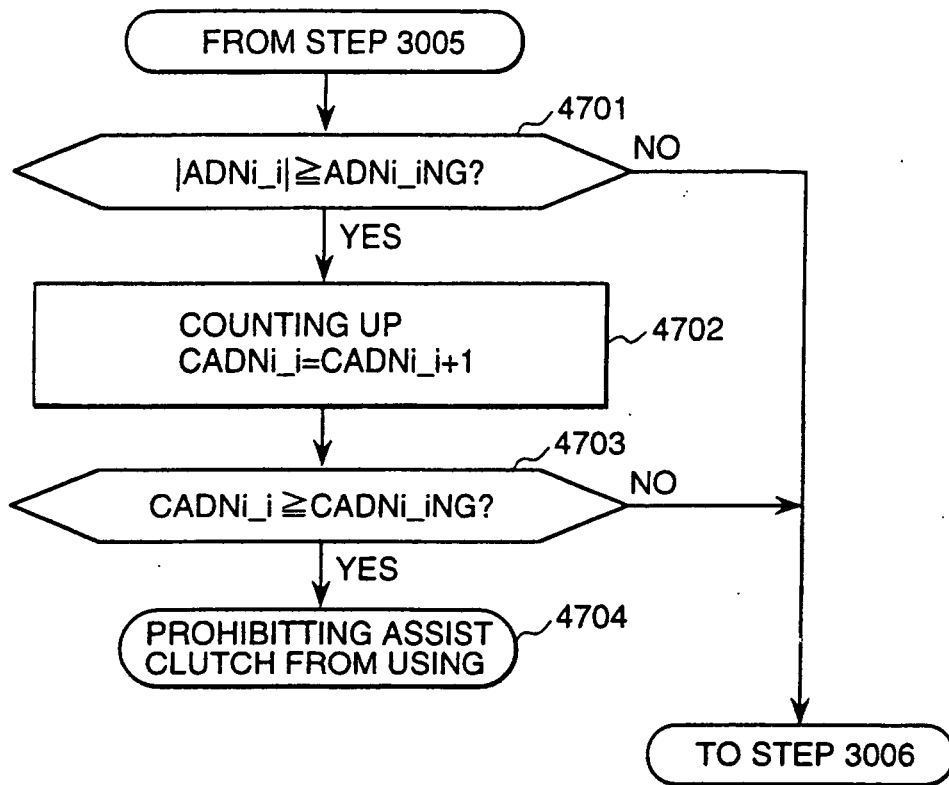 FROM STEP 3005
4701
|ADNi_i|≧ADNi_iNG?
NO
YES
COUNTING UP
CADNi_i=CADNi_i+1
4702
4703
CADNi_i≧CADNi_iNG?
NO
YES
PROHIBITTING ASSIST
CLUTCH FROM USING
4704
TO STEP 3006